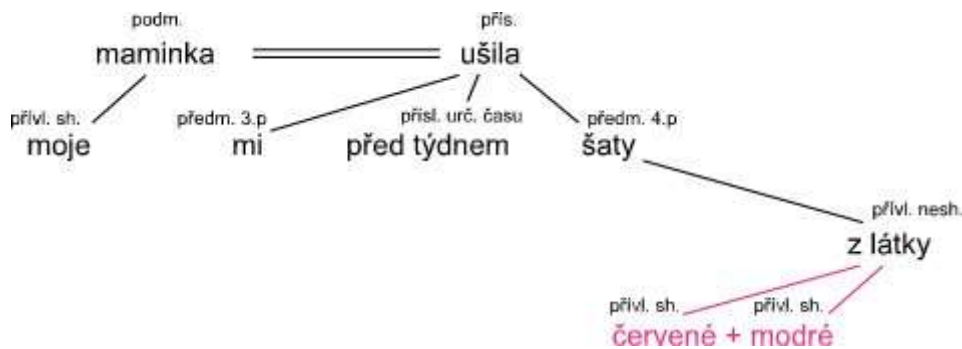 podm. přís.
maminka ušila
přívl. sh. předm. 3.p přísl. urč. času předm. 4.p
moje mi před týdnem šaty
přívl. nesh.
z látky
přívl. sh. přívl. sh.
červené + modré